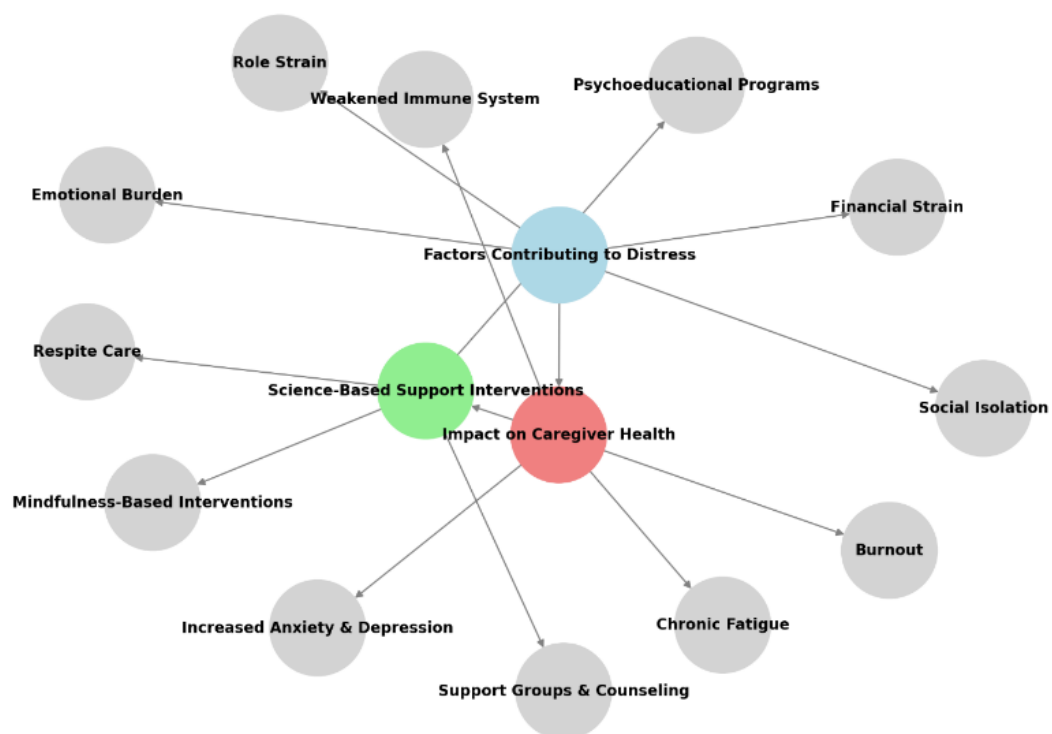 Role Strain
Psychoeducational Programs
Weakened Immune System
Emotional Burden
Financial Strain
Factors Contributing to Distress
Respite Care
Science-Based Support Interventions
Social Isolation
Impact on Caregiver Health
Mindfulness-Based Interventions
Burnout
Chronic Fatigue
Increased Anxiety & Depression
Support Groups & Counseling